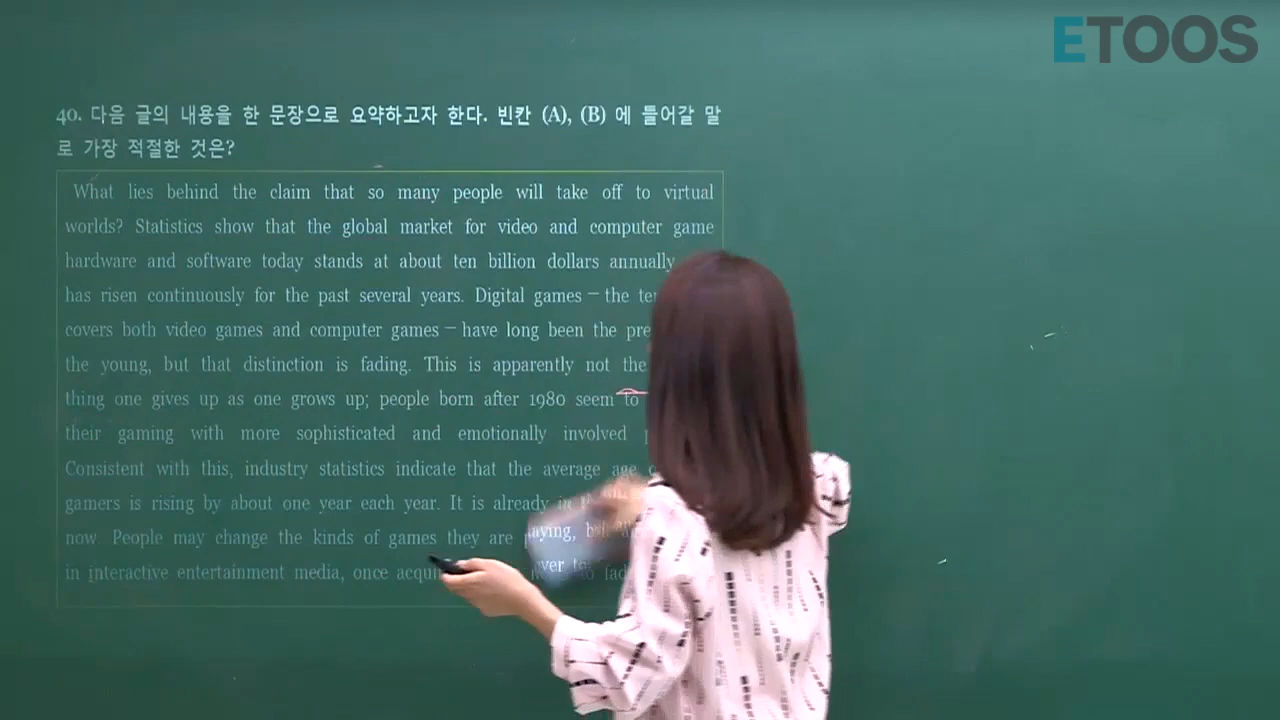 ETOOS
40. 다음 글의 내용을 한 문장으로 요약하고자 한다. 빈칸 (A), (B) 에 들어갈 말
로 가장 적절한 것은?
What lies behind the claim that so many people will take off to virtual
worlds? Statistics show that the global market for video and computer game
hardware and software today stands at about ten billion dollars annually
has risen continuously for the past several years. Digital games — the
covers both video games and computer games — have long been the
the young, but that distinction is fading. This is apparently not the
thing one gives up as one grows up; people born after 1980 seem to
their gaming with more sophisticated and emotionally involved
Consistent with this, industry statistics indicate that the average age
gamers is rising by about one year each year. It is already in
now. People may change the kinds of games they are
in interactive entertainment media, once